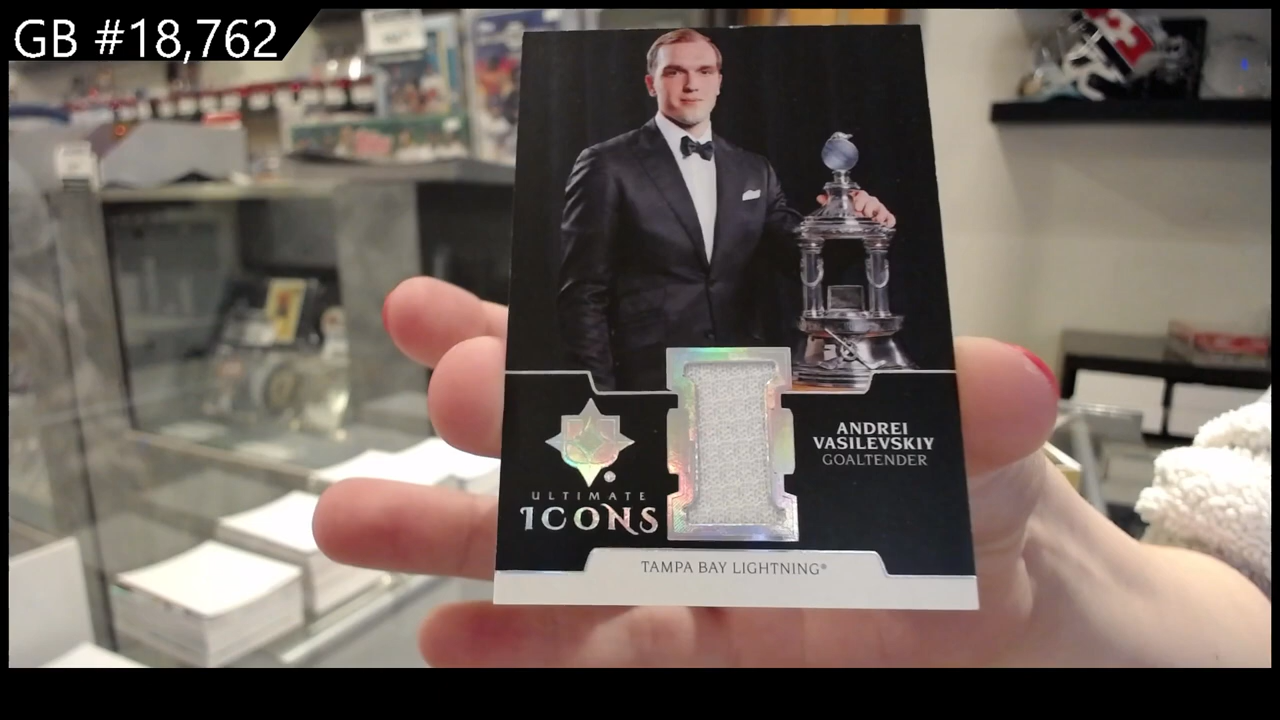 GB #18,762
ANDREI
VASILEVSKIY
GOALTENDER
ULTIMATE
ICONS
TAMPA BAY LIGHTNING®